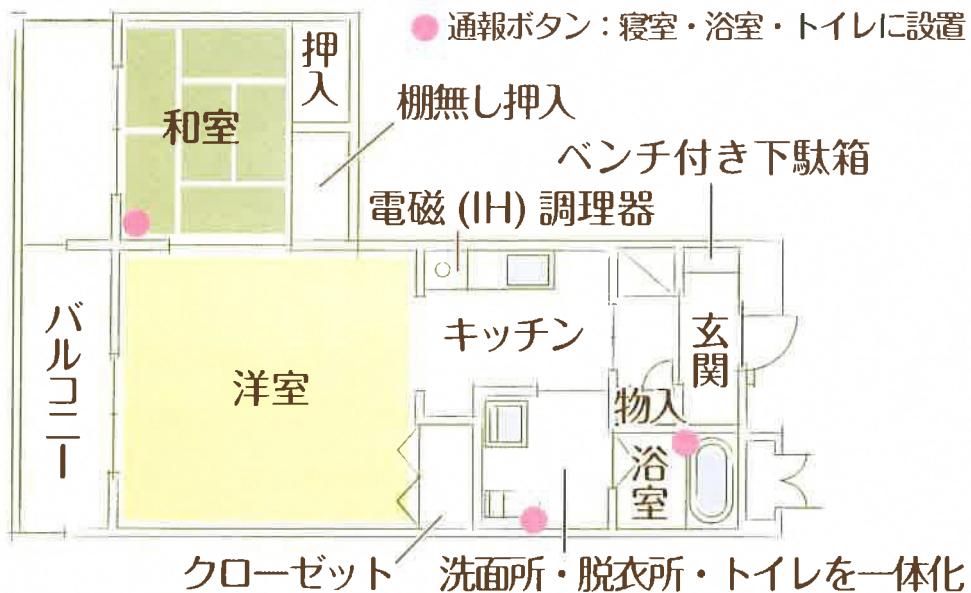 通報ボタン：寝室・浴室・トイレに設置
押入
和室
棚無し押入
ベンチ付き下駄箱
電磁(IH)調理器
バルコニー
洋室
キッチン
玄関
物入
浴室
クローゼット
洗面所・脱衣所・トイレを一体化